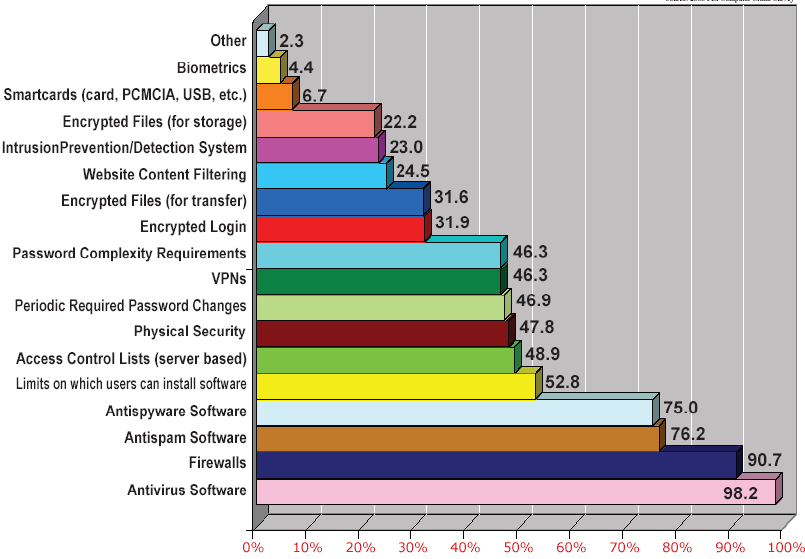 Other 2.3
Biometrics 4.4
Smartcards (card, PCMCIA, USB, etc.) 6.7
Encrypted Files (for storage) 22.2
IntrusionPrevention/Detection System 23.0
Website Content Filtering 24.5
Encrypted Files (for transfer) 31.6
Encrypted Login 31.9
Password Complexity Requirements 46.3
VPNs 46.3
Periodic Required Password Changes 46.9
Physical Security 47.8
Access Control Lists (server based) 48.9
Limits on which users can install software 52.8
Antispyware Software 75.0
Antispam Software 76.2
Firewalls 90.7
Antivirus Software 98.2
0% 10% 20% 30% 40% 50% 60% 70% 80% 90% 100%